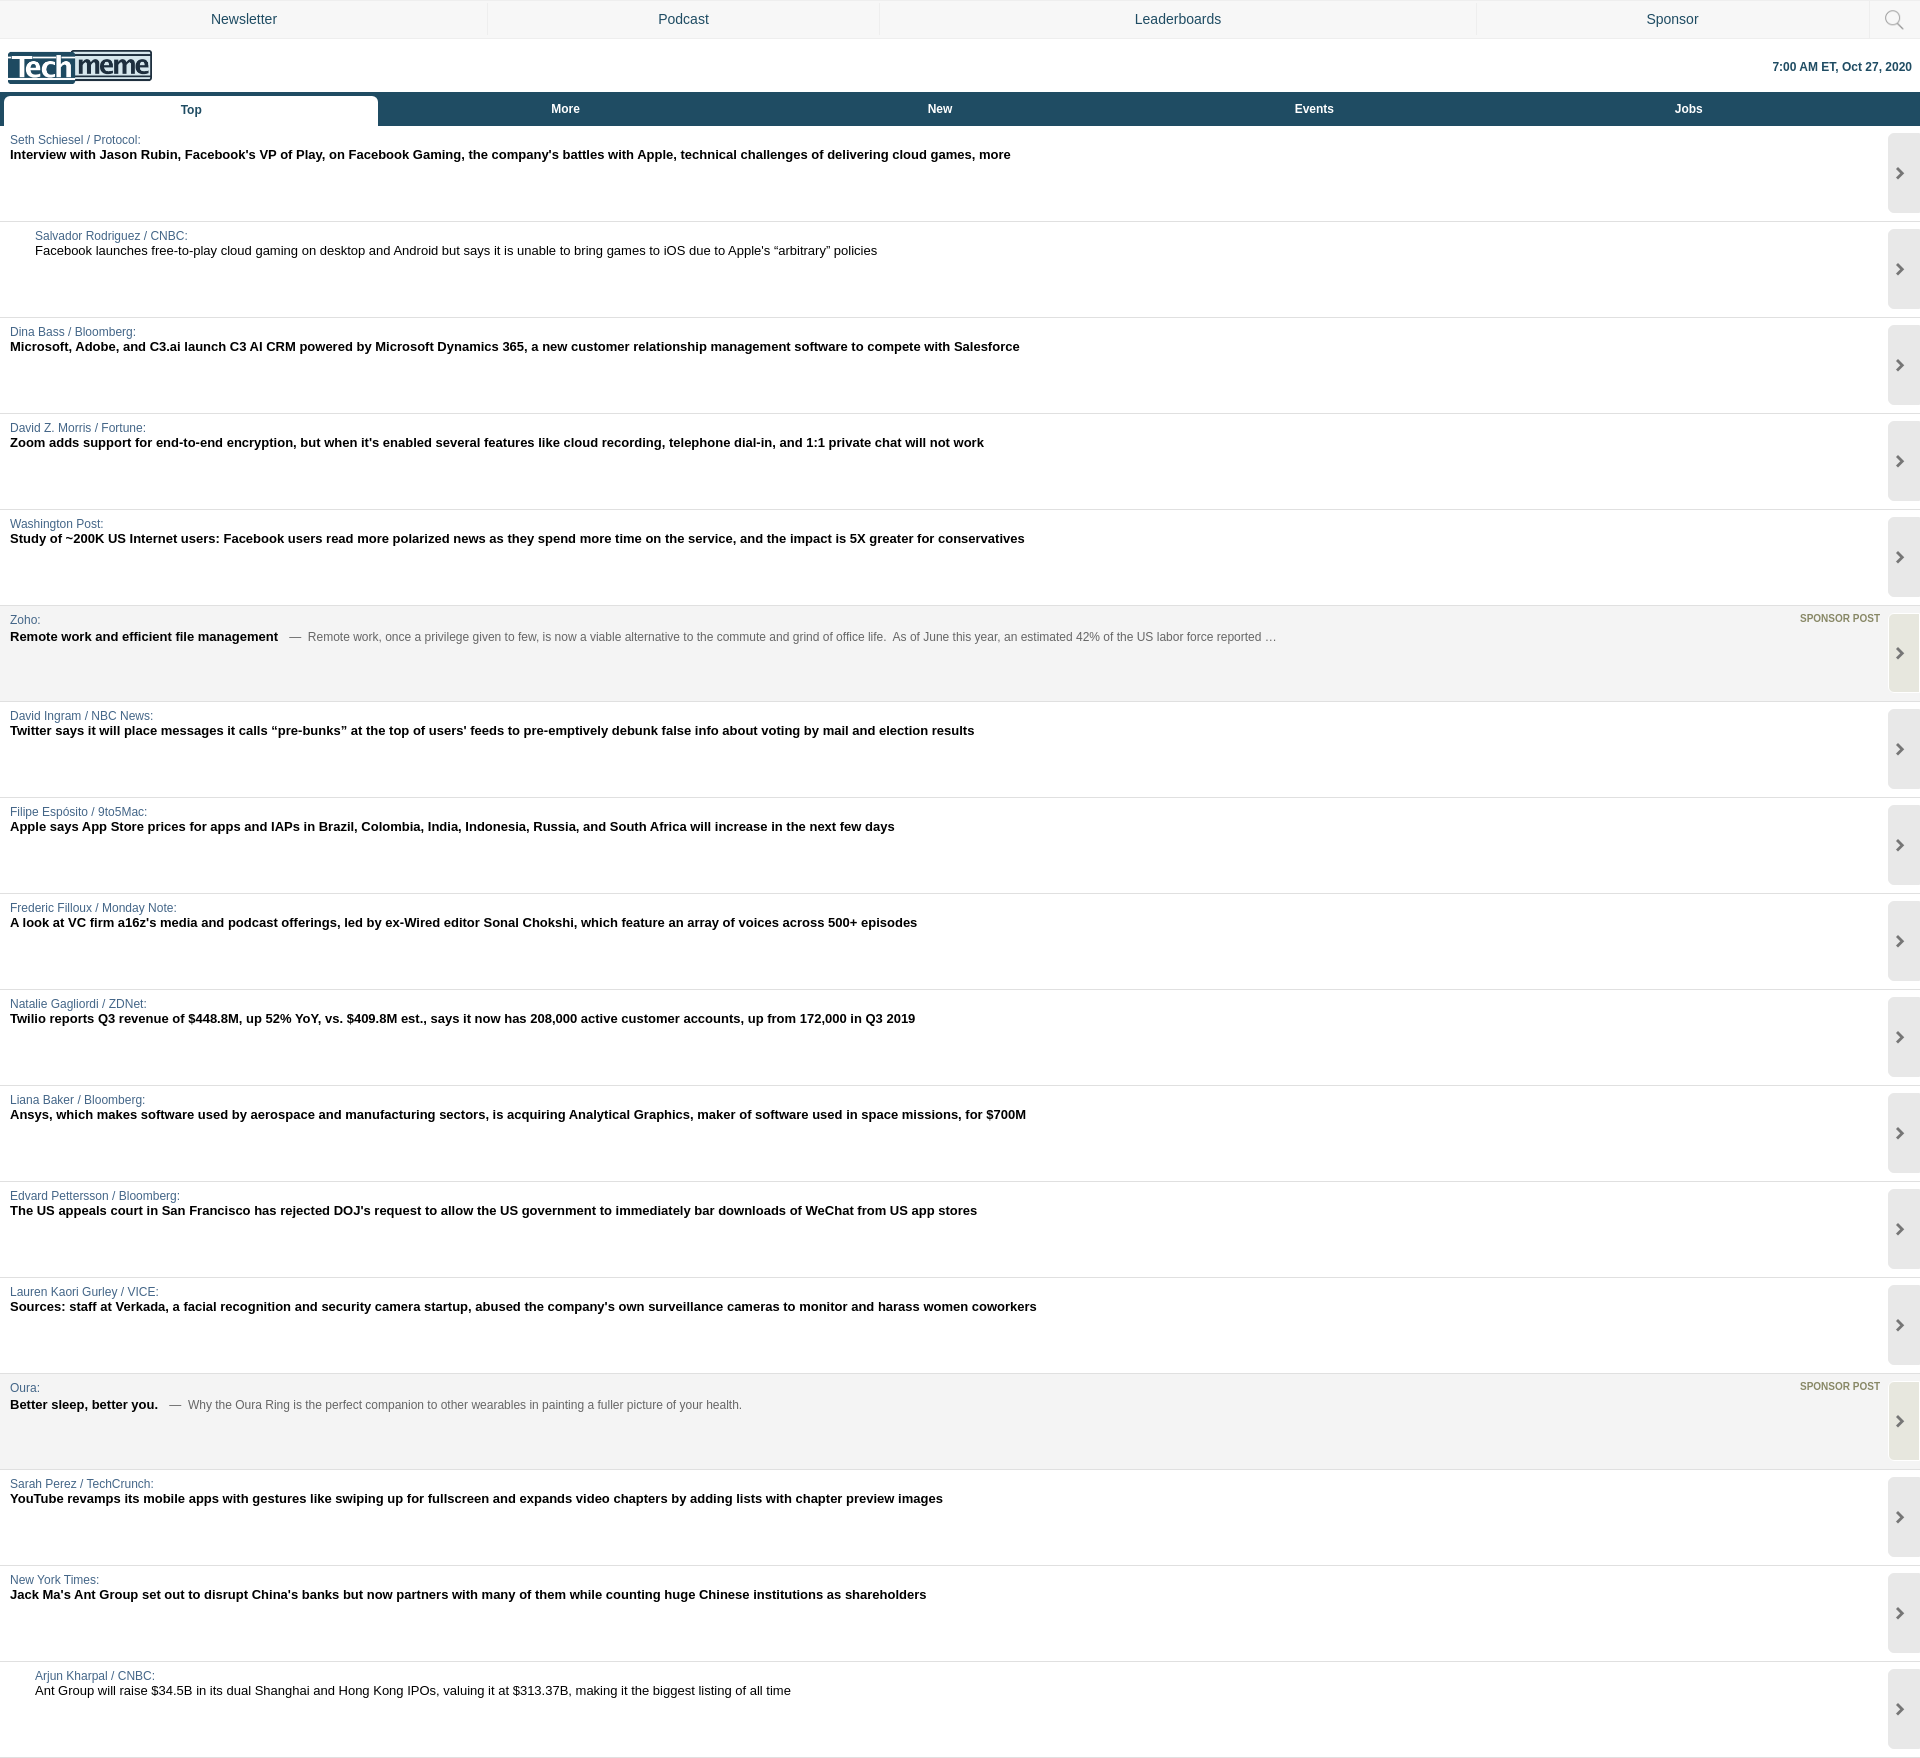 Newsletter
Podcast
Leaderboards
Sponsor
Techmeme
7:00 AM ET, Oct 27, 2020
Top
More
New
Events
Jobs
Seth Schiesel / Protocol:
Interview with Jason Rubin, Facebook's VP of Play, on Facebook Gaming, the company's battles with Apple, technical challenges of delivering cloud games, more
Salvador Rodriguez / CNBC:
Facebook launches free-to-play cloud gaming on desktop and Android but says it is unable to bring games to iOS due to Apple's “arbitrary” policies
Dina Bass / Bloomberg:
Microsoft, Adobe, and C3.ai launch C3 AI CRM powered by Microsoft Dynamics 365, a new customer relationship management software to compete with Salesforce
David Z. Morris / Fortune:
Zoom adds support for end-to-end encryption, but when it's enabled several features like cloud recording, telephone dial-in, and 1:1 private chat will not work
Washington Post:
Study of ~200K US Internet users: Facebook users read more polarized news as they spend more time on the service, and the impact is 5X greater for conservatives
Zoho:
SPONSOR POST
Remote work and efficient file management — Remote work, once a privilege given to few, is now a viable alternative to the commute and grind of office life. As of June this year, an estimated 42% of the US labor force reported …
David Ingram / NBC News:
Twitter says it will place messages it calls “pre-bunks” at the top of users' feeds to pre-emptively debunk false info about voting by mail and election results
Filipe Espósito / 9to5Mac:
Apple says App Store prices for apps and IAPs in Brazil, Colombia, India, Indonesia, Russia, and South Africa will increase in the next few days
Frederic Filloux / Monday Note:
A look at VC firm a16z's media and podcast offerings, led by ex-Wired editor Sonal Chokshi, which feature an array of voices across 500+ episodes
Natalie Gagliordi / ZDNet:
Twilio reports Q3 revenue of $448.8M, up 52% YoY, vs. $409.8M est., says it now has 208,000 active customer accounts, up from 172,000 in Q3 2019
Liana Baker / Bloomberg:
Ansys, which makes software used by aerospace and manufacturing sectors, is acquiring Analytical Graphics, maker of software used in space missions, for $700M
Edvard Pettersson / Bloomberg:
The US appeals court in San Francisco has rejected DOJ's request to allow the US government to immediately bar downloads of WeChat from US app stores
Lauren Kaori Gurley / VICE:
Sources: staff at Verkada, a facial recognition and security camera startup, abused the company's own surveillance cameras to monitor and harass women coworkers
Oura:
SPONSOR POST
Better sleep, better you. — Why the Oura Ring is the perfect companion to other wearables in painting a fuller picture of your health.
Sarah Perez / TechCrunch:
YouTube revamps its mobile apps with gestures like swiping up for fullscreen and expands video chapters by adding lists with chapter preview images
New York Times:
Jack Ma's Ant Group set out to disrupt China's banks but now partners with many of them while counting huge Chinese institutions as shareholders
Arjun Kharpal / CNBC:
Ant Group will raise $34.5B in its dual Shanghai and Hong Kong IPOs, valuing it at $313.37B, making it the biggest listing of all time